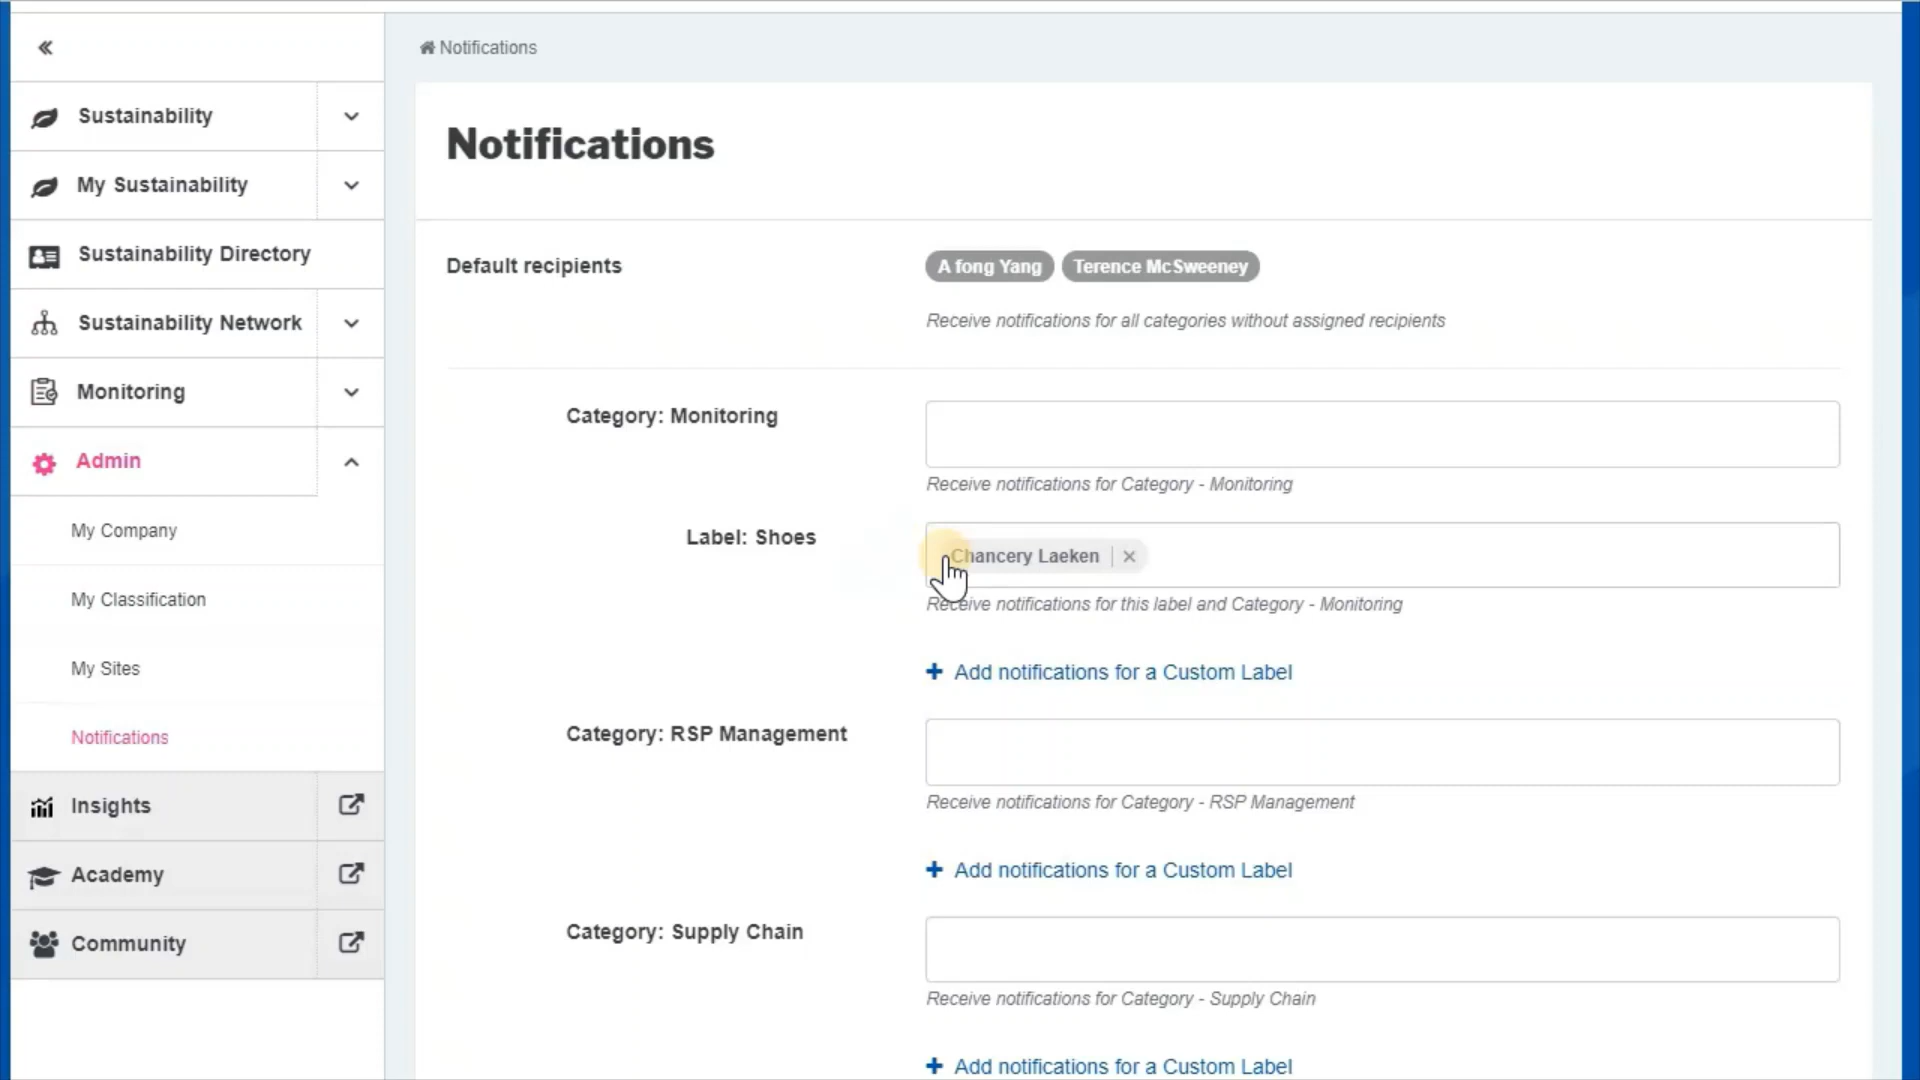 Notifications
Sustainability
My Sustainability
Sustainability Directory
Sustainability Network
Monitoring
Admin
My Company
My Classification
My Sites
Notifications
Insights
Academy
Community
Notifications
Default recipients
A fong Yang
Terence McSweeney
Receive notifications for all categories without assigned recipients
Category: Monitoring
Receive notifications for Category - Monitoring
Label: Shoes
Chancery Laeken
Receive notifications for this label and Category - Monitoring
Add notifications for a Custom Label
Category: RSP Management
Receive notifications for Category - RSP Management
Add notifications for a Custom Label
Category: Supply Chain
Receive notifications for Category - Supply Chain
Add notifications for a Custom Label